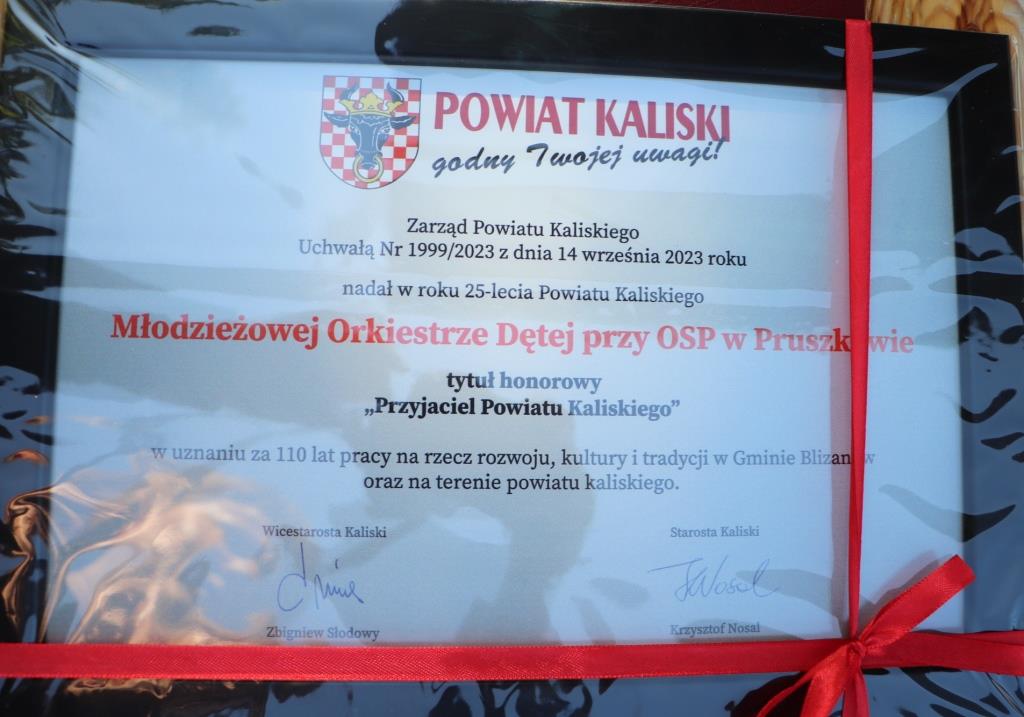 POWIAT KALISKI
godny Twojej uwagi!
Zarząd Powiatu Kaliskiego
Uchwałą Nr 1999/2023 z dnia 14 września 2023 roku
nadał w roku 25-lecia Powiatu Kaliskiego
Młodzieżowej Orkiestrze Dętej przy OSP w Pruszkowie
tytuł honorowy
„Przyjaciel Powiatu Kaliskiego”
w uznaniu za 110 lat pracy na rzecz rozwoju, kultury i tradycji w Gminie Blizanów
oraz na terenie powiatu kaliskiego.
Wicestarosta Kaliski
Starosta Kaliski
Zbigniew Słodowy
Krzysztof Nosal